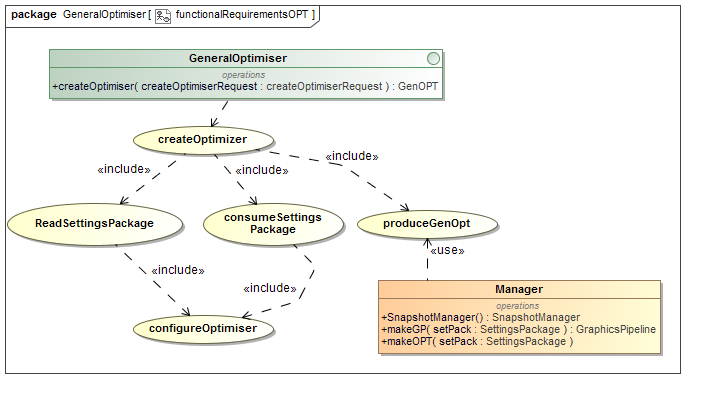 package GeneralOptimiser [ functionalRequirementsOPT ]
GeneralOptimiser
operations
+createOptimiser( createOptimiserRequest : createOptimiserRequest ) : GenOPT
createOptimizer
«include»
«include»
«include»
ReadSettingsPackage
consumeSettings
Package
produceGenOpt
«use»
«include»
«include»
configureOptimiser
Manager
operations
+SnapshotManager() : SnapshotManager
+makeGP( setPack : SettingsPackage ) : GraphicsPipeline
+makeOPT( setPack : SettingsPackage )